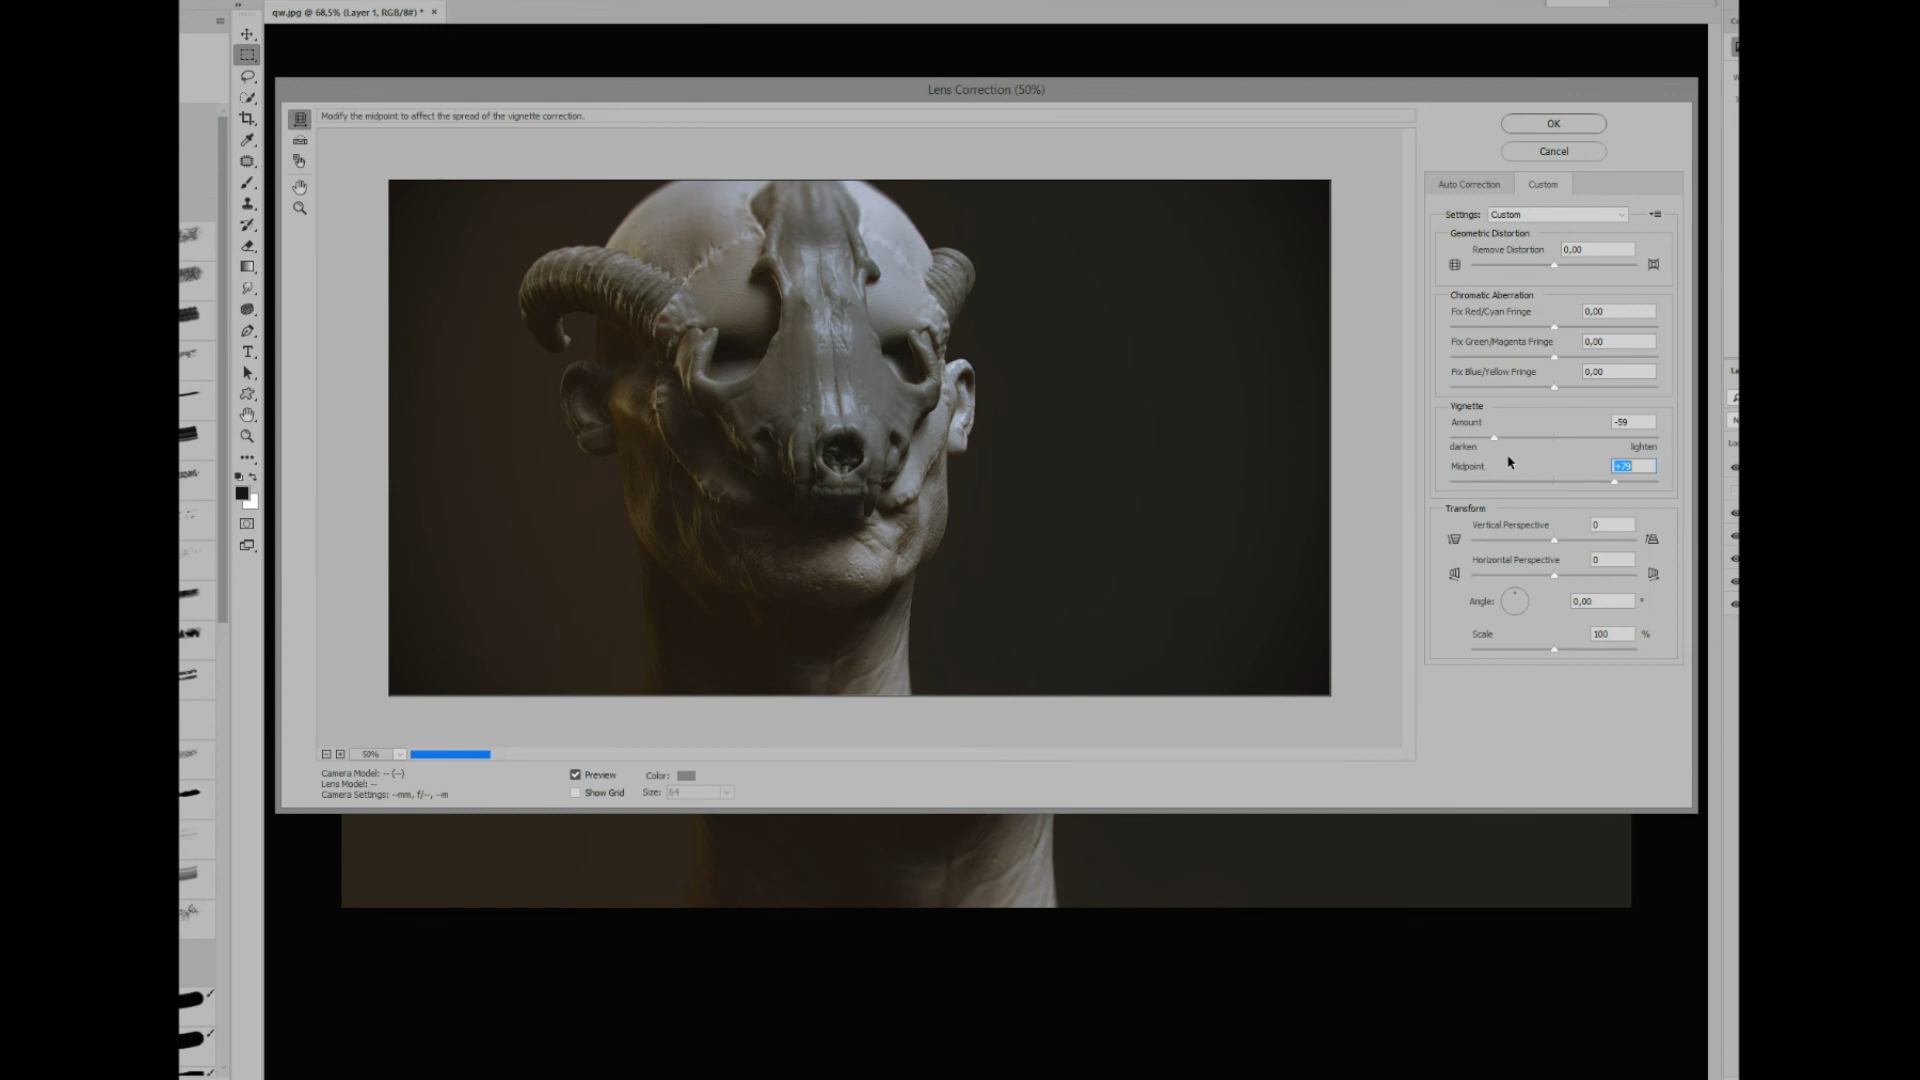 qw.jpg @ 68,5% (Layer 1, RGB/8#) * ×
Lens Correction (50%)
Modify the midpoint to affect the spread of the vignette correction.
OK
Cancel
Auto Correction Custom
Settings: Custom
Geometric Distortion
Remove Distortion 0,00
Chromatic Aberration
Fix Red/Cyan Fringe 0,00
Fix Green/Magenta Fringe 0,00
Fix Blue/Yellow Fringe 0,00
Vignette
Amount -59
darken lighten
Midpoint +79
Transform
Vertical Perspective 0
Horizontal Perspective 0
Angle: 0,00 °
Scale 100 %
50%
Camera Model: -- (--)
Lens Model: --
Camera Settings: --mm, f/--, --m
Preview Color:
Show Grid Size: 64